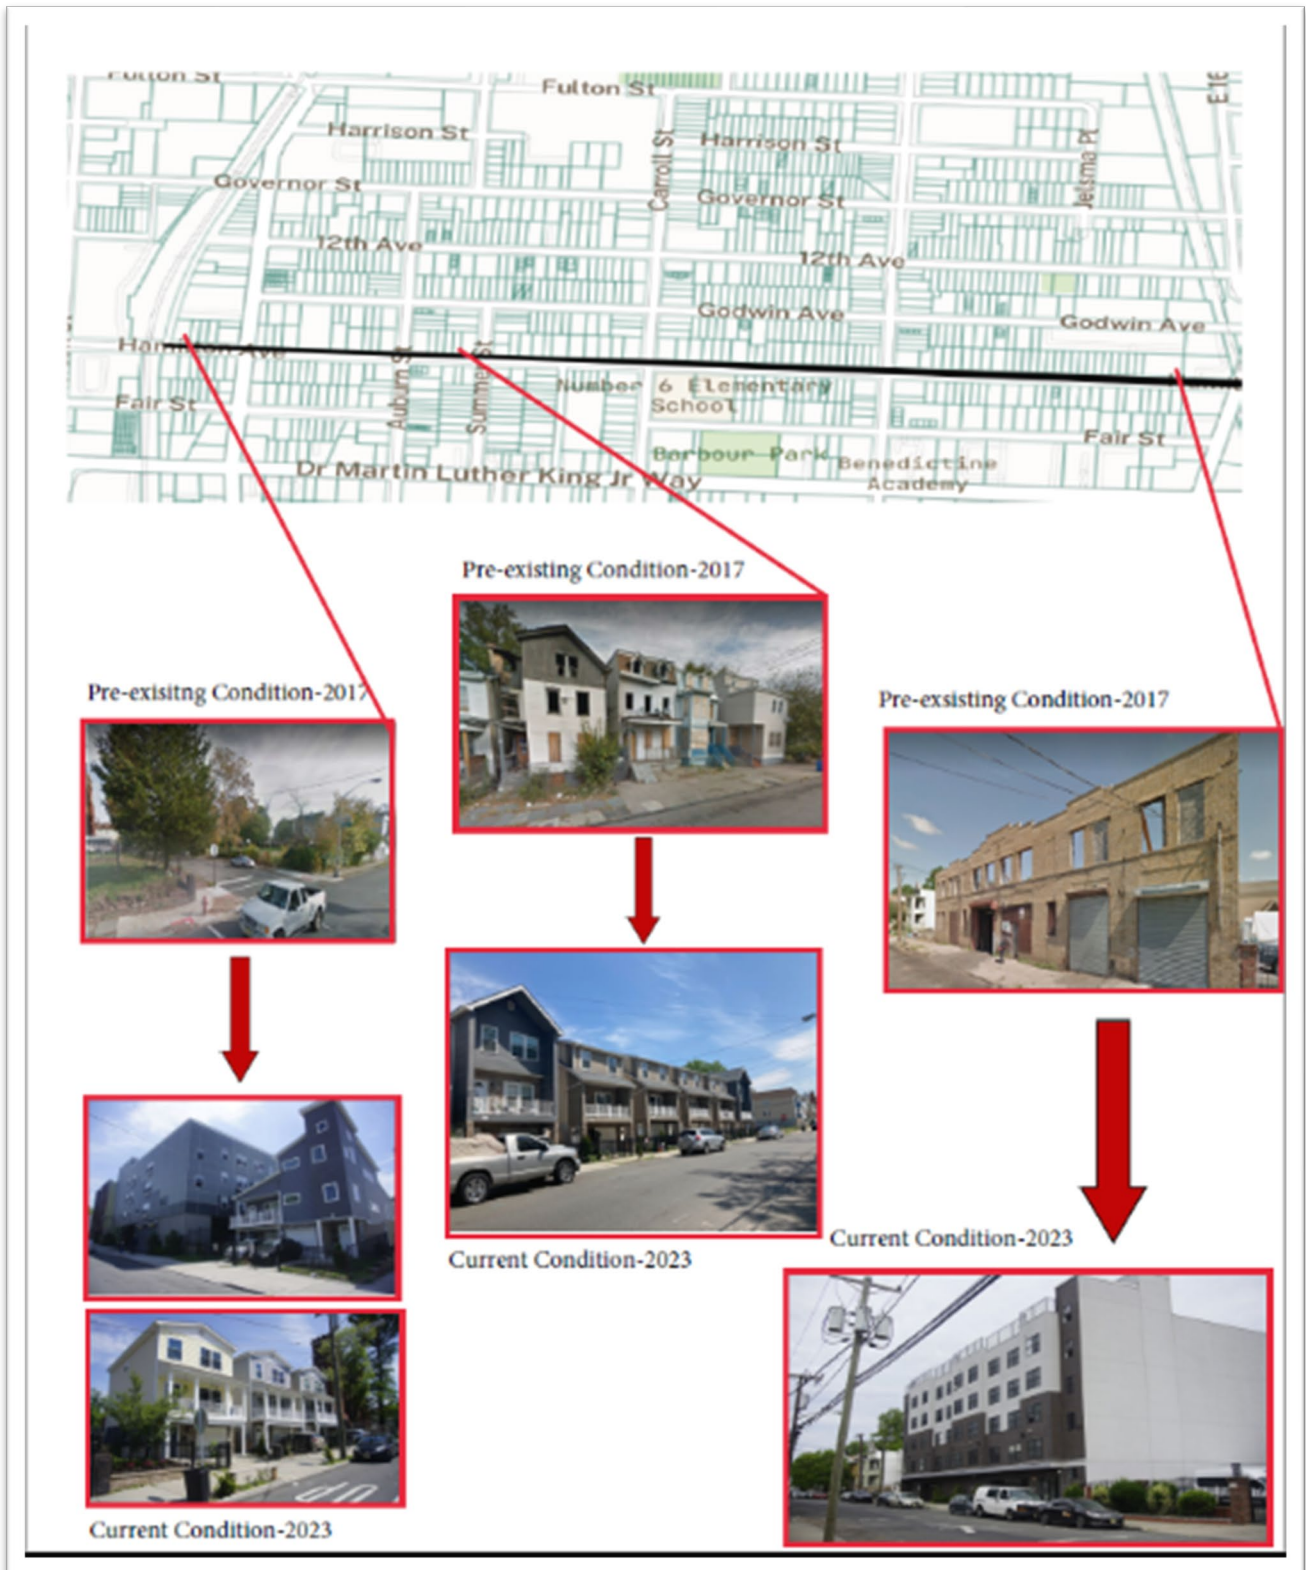 Fulton St
Fulton St
Harrison St
Harrison St
Carroll St
Jelsma Pl
Governor St
Governor St
12th Ave
12th Ave
Godwin Ave
Godwin Ave
Auburn St
Summer St
Number 6 Elementary
School
Fair St
Fair St
Barbour Park
Benedictine
Academy
Dr Martin Luther King Jr Way
Pre-existing Condition-2017
Pre-exisitng Condition-2017
Pre-exsisting Condition-2017
Current Condition-2023
Current Condition-2023
UP
Current Condition-2023